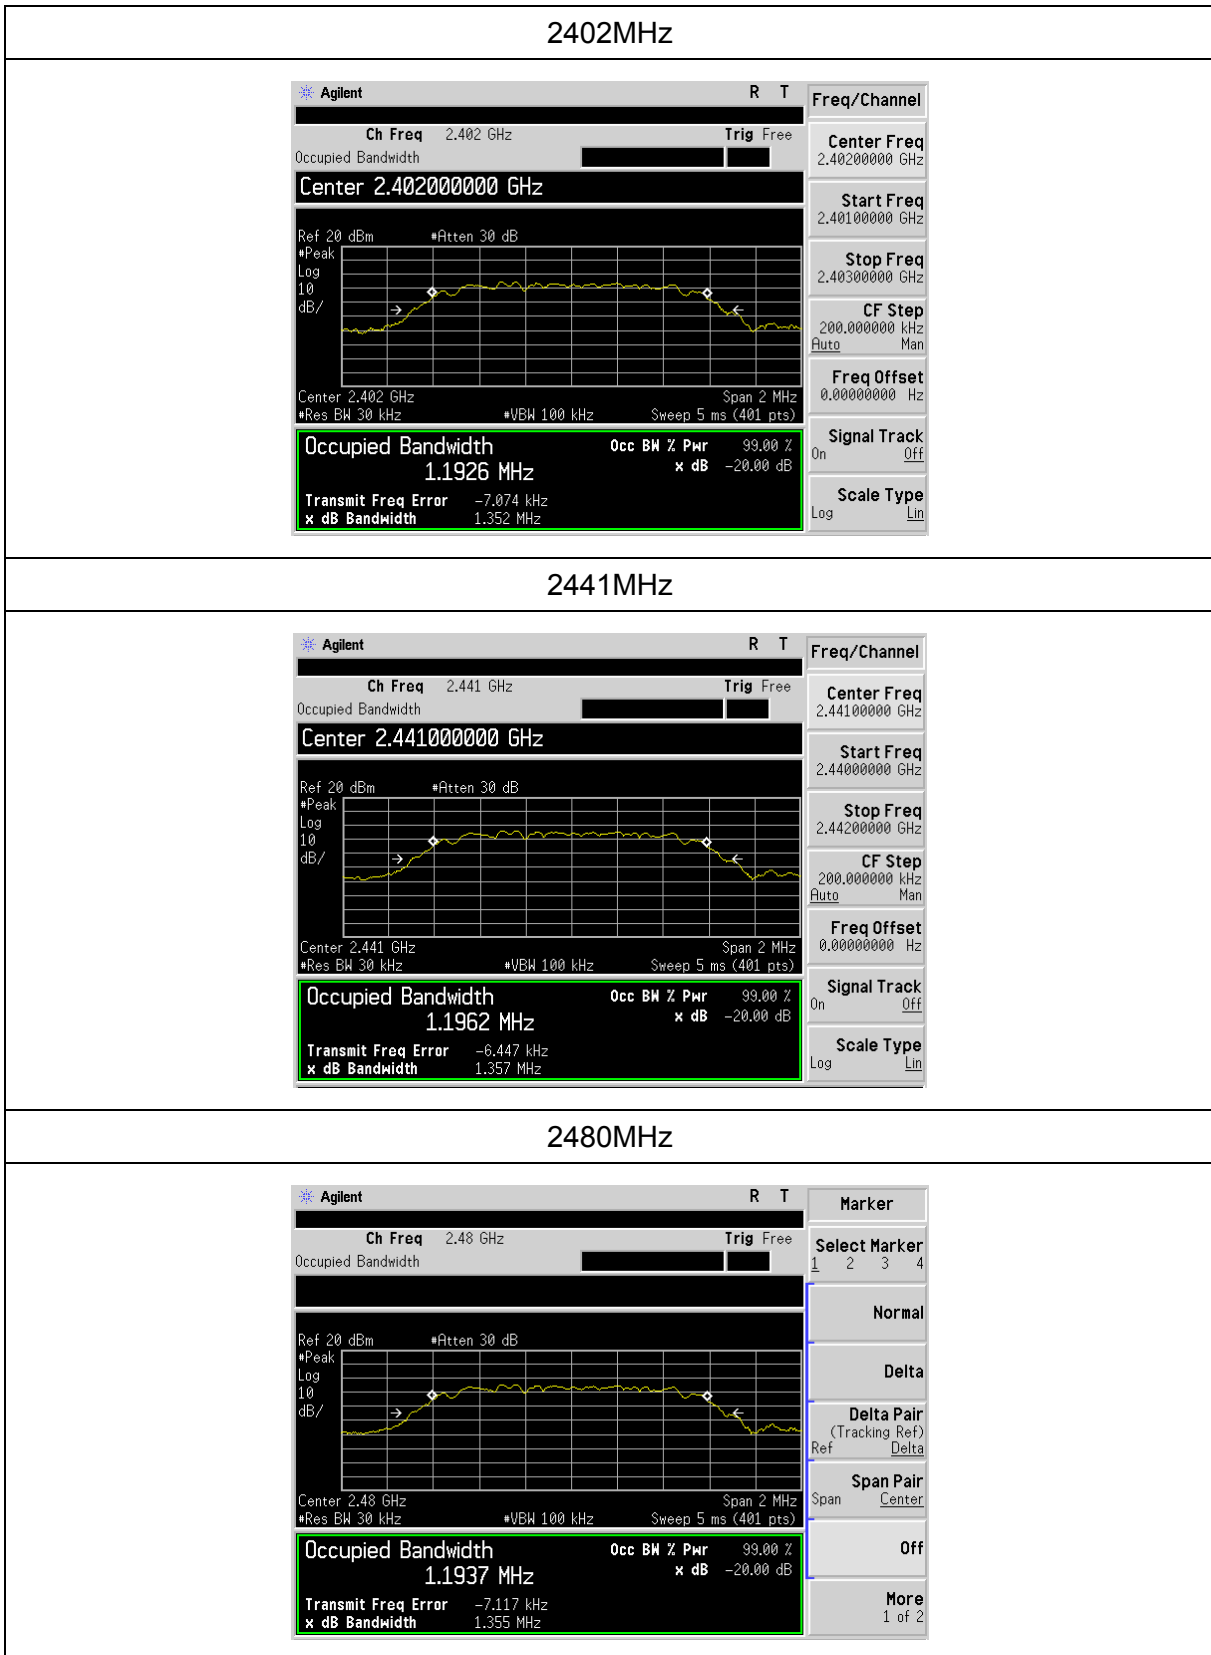 2402MHz
Agilent R T
Freq/Channel
Ch Freq 2.402 GHz Trig Free
Occupied Bandwidth
Center 2.402000000 GHz
Ref 20 dBm #Atten 30 dB
#Peak
Log
10
dB/
Center 2.402 GHz Span 2 MHz
#Res BW 30 kHz #VBW 100 kHz Sweep 5 ms (401 pts)
Occupied Bandwidth Occ BW % Pwr 99.00 %
1.1926 MHz x dB -20.00 dB
Transmit Freq Error -7.074 kHz
x dB Bandwidth 1.352 MHz
Center Freq
2.40200000 GHz
Start Freq
2.40100000 GHz
Stop Freq
2.40300000 GHz
CF Step
200.000000 kHz
Auto Man
Freq Offset
0.00000000 Hz
Signal Track
On Off
Scale Type
Log Lin
2441MHz
Agilent R T
Freq/Channel
Ch Freq 2.441 GHz Trig Free
Occupied Bandwidth
Center 2.441000000 GHz
Ref 20 dBm #Atten 30 dB
#Peak
Log
10
dB/
Center 2.441 GHz Span 2 MHz
#Res BW 30 kHz #VBW 100 kHz Sweep 5 ms (401 pts)
Occupied Bandwidth Occ BW % Pwr 99.00 %
1.1962 MHz x dB -20.00 dB
Transmit Freq Error -6.447 kHz
x dB Bandwidth 1.357 MHz
Center Freq
2.44100000 GHz
Start Freq
2.44000000 GHz
Stop Freq
2.44200000 GHz
CF Step
200.000000 kHz
Auto Man
Freq Offset
0.00000000 Hz
Signal Track
On Off
Scale Type
Log Lin
2480MHz
Agilent R T
Marker
Ch Freq 2.48 GHz Trig Free
Occupied Bandwidth
Ref 20 dBm #Atten 30 dB
#Peak
Log
10
dB/
Center 2.48 GHz Span 2 MHz
#Res BW 30 kHz #VBW 100 kHz Sweep 5 ms (401 pts)
Occupied Bandwidth Occ BW % Pwr 99.00 %
1.1937 MHz x dB -20.00 dB
Transmit Freq Error -7.117 kHz
x dB Bandwidth 1.355 MHz
Select Marker
1 2 3 4
Normal
Delta
Delta Pair
(Tracking Ref)
Ref Delta
Span Pair
Span Center
Off
More
1 of 2